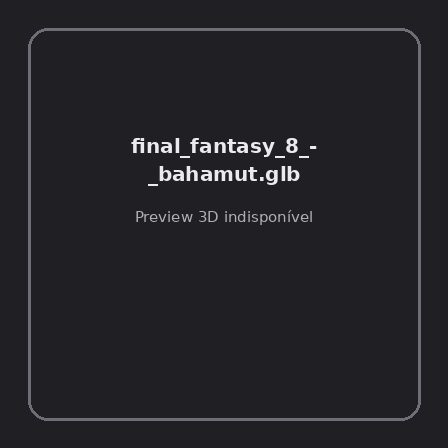 final_fantasy_8_-
_bahamut.glb
Preview 3D indisponível